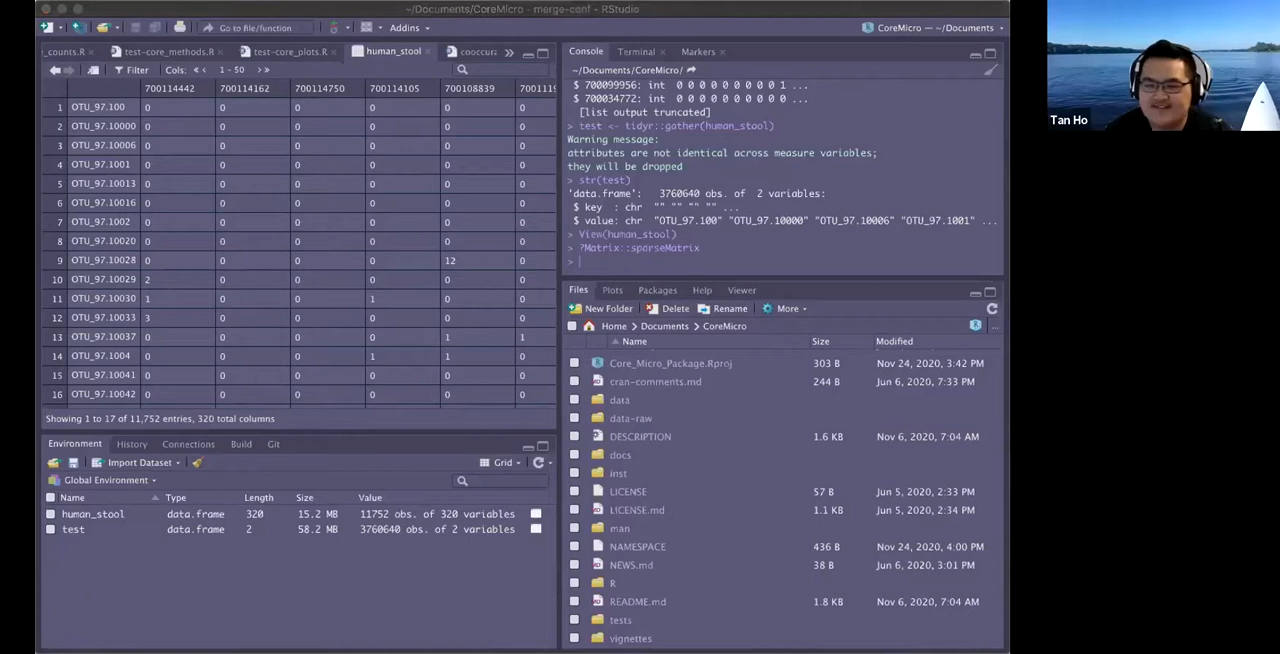 ~/Documents/CoreMicro - merge-conf - RStudio
Go to file/function
Addins
CoreMicro — ~/Documents
_counts.R
test-core_methods.R
test-core_plots.R
human_stool
cooccur
Filter
Cols:
1 - 50
700114442 700114162 700114750 700114105 700108839 7001119
1 OTU_97.100 0 0 0 0 0 0
2 OTU_97.10000 0 0 0 0 0 0
3 OTU_97.10006 0 0 0 0 0 0
4 OTU_97.1001 0 0 0 0 0 0
5 OTU_97.10013 0 0 0 0 0 0
6 OTU_97.10016 0 0 0 0 0 0
7 OTU_97.1002 0 0 0 0 0 0
8 OTU_97.10020 0 0 0 0 0 0
9 OTU_97.10028 0 0 0 0 12 0
10 OTU_97.10029 2 0 0 0 0 0
11 OTU_97.10030 1 0 0 1 0 0
12 OTU_97.10033 3 0 0 0 0 0
13 OTU_97.10037 0 0 0 0 1 1
14 OTU_97.1004 0 0 0 1 1 0
15 OTU_97.10041 0 0 0 0 0 0
16 OTU_97.10042 0 0 0 0 0 0
Showing 1 to 17 of 11,752 entries, 320 total columns
Environment History Connections Build Git
Import Dataset
Grid
Global Environment
Name Type Length Size Value
human_stool data.frame 320 15.2 MB 11752 obs. of 320 variables
test data.frame 2 58.2 MB 3760640 obs. of 2 variables
Console Terminal Markers
~/Documents/CoreMicro/
$ 700099956: int 0 0 0 0 0 0 0 0 0 1 ...
$ 700034772: int 0 0 0 0 0 0 0 0 0 0 ...
[list output truncated]
> test <- tidyr::gather(human_stool)
Warning message:
attributes are not identical across measure variables;
they will be dropped
> str(test)
'data.frame': 3760640 obs. of 2 variables:
$ key : chr "" "" "" "" ...
$ value: chr "OTU_97.100" "OTU_97.10000" "OTU_97.10006" "OTU_97.1001" ...
> View(human_stool)
> ?Matrix::sparseMatrix
>
Files Plots Packages Help Viewer
New Folder Delete Rename More
Home > Documents > CoreMicro
Name Size Modified
Core_Micro_Package.Rproj 303 B Nov 24, 2020, 3:42 PM
cran-comments.md 244 B Jun 6, 2020, 7:33 PM
data
data-raw
DESCRIPTION 1.6 KB Nov 6, 2020, 7:04 AM
docs
inst
LICENSE 57 B Jun 5, 2020, 2:33 PM
LICENSE.md 1.1 KB Jun 5, 2020, 2:34 PM
man
NAMESPACE 436 B Nov 24, 2020, 4:00 PM
NEWS.md 38 B Jun 6, 2020, 3:01 PM
R
README.md 1.8 KB Nov 6, 2020, 7:04 AM
tests
vignettes
Tan Ho